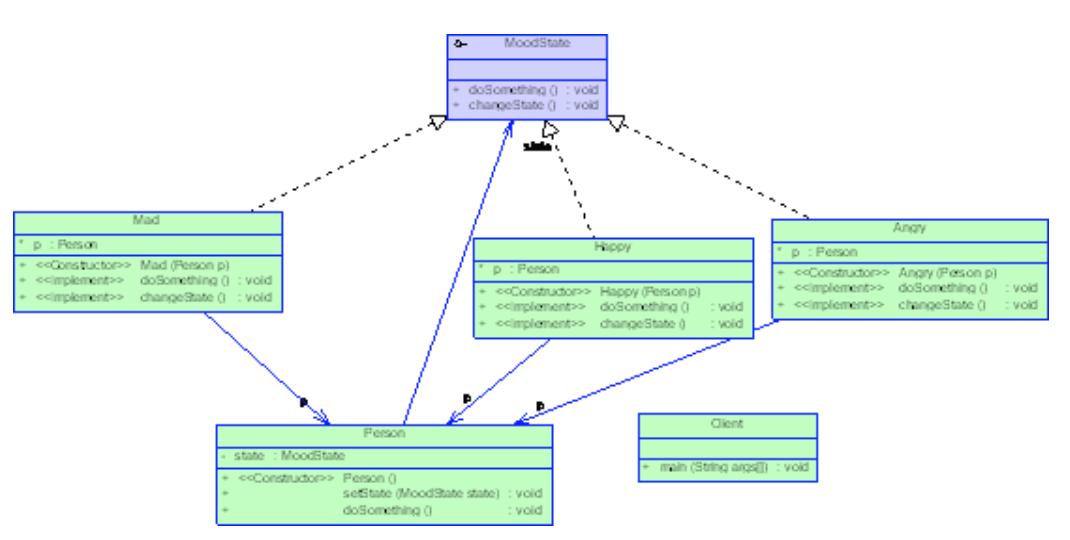 MoodState
+ doSomething () : void
+ changeState () : void
state
Mad
* p : Person
+ <<Constructor>> Mad (Person p)
+ <<Implement>> doSomething () : void
+ <<Implement>> changeState () : void
Happy
* p : Person
+ <<Constructor>> Happy (Person p)
+ <<Implement>> doSomething () : void
+ <<Implement>> changeState () : void
Angry
* p : Person
+ <<Constructor>> Angry (Person p)
+ <<Implement>> doSomething () : void
+ <<Implement>> changeState () : void
p
p
p
Person
- state : MoodState
+ <<Constructor>> Person ()
+ setState (MoodState state) : void
+ doSomething () : void
Client
+ main (String args[]) : void